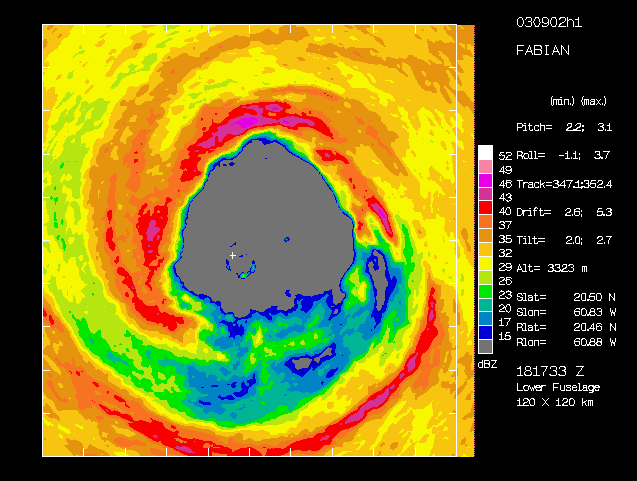 030902h1
FABIAN
(min.) (max.)
Pitch= 2.2; 3.1
52 Roll= -1.1; 3.7
49
46 Track=347.1;352.4
43
40 Drift= 2.6; 5.3
37
35 Tilt= 2.0; 2.7
32
29 Alt= 3323 m
26
23 Slat= 20.50 N
20 Slon= 60.83 W
17 Rlat= 20.46 N
15 Rlon= 60.88 W
dBZ
181733 Z
Lower Fuselage
120 X 120 km